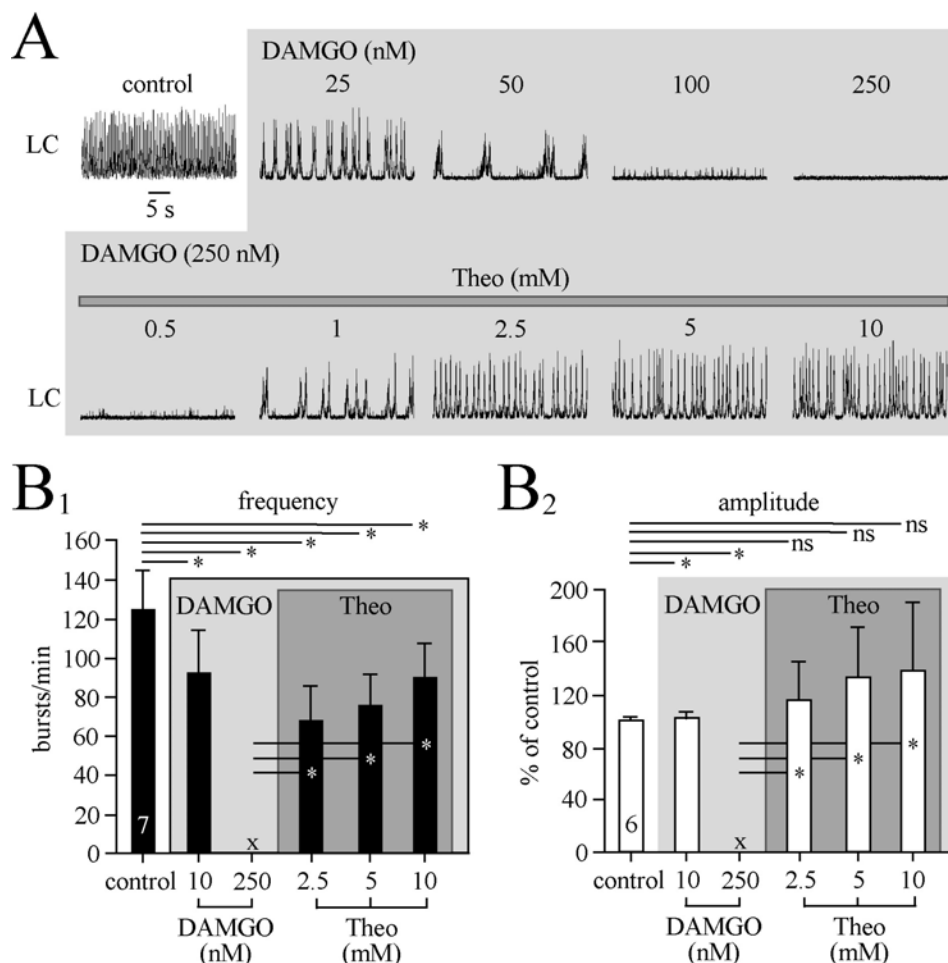 A
DAMGO (nM)
control 25 50 100 250
LC
5 s
DAMGO (250 nM)
Theo (mM)
0.5 1 2.5 5 10
LC
B1
frequency
*
*
*
*
*
160
140
120
100
80
60
40
20
0
bursts/min
DAMGO Theo
* * *
7 x
control 10 250 2.5 5 10
DAMGO Theo
(nM) (mM)
B2
amplitude
ns
ns
ns
*
*
200
160
120
80
40
0
% of control
DAMGO Theo
* * *
6 x
control 10 250 2.5 5 10
DAMGO Theo
(nM) (mM)